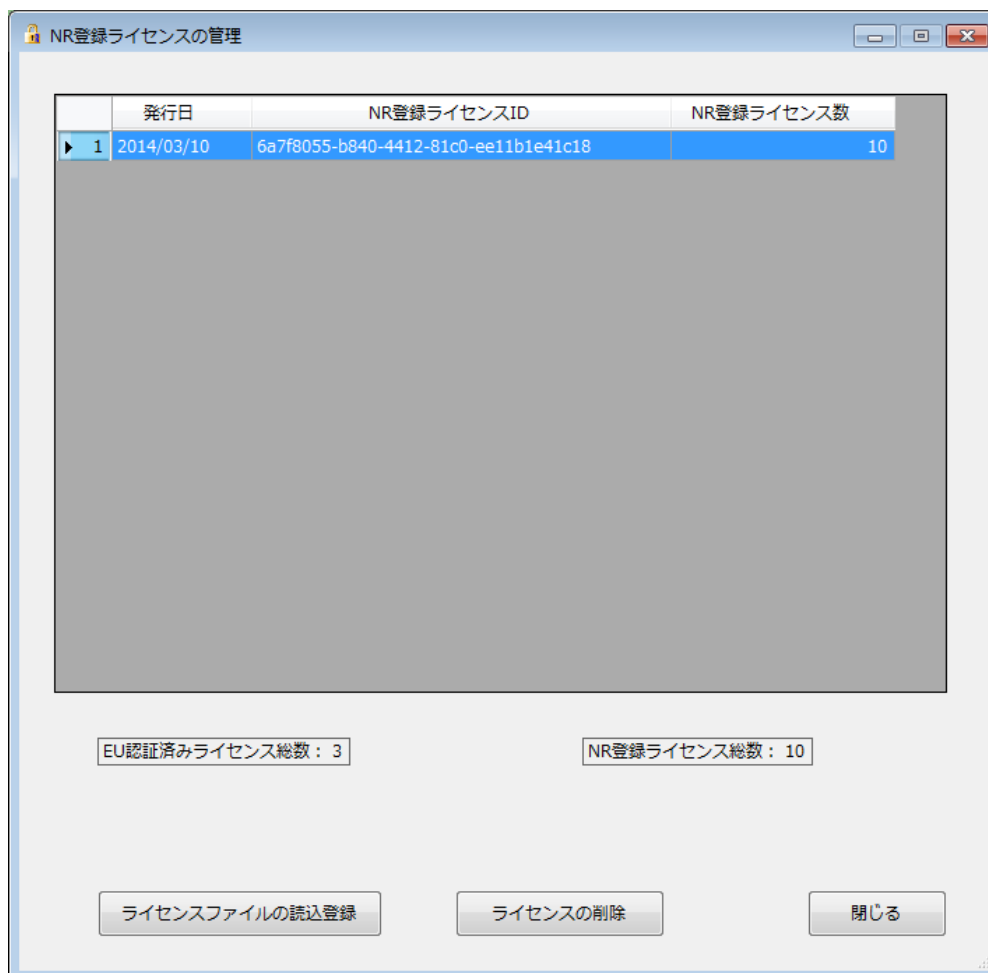 NR登録ライセンスの管理
発行日 NR登録ライセンスID NR登録ライセンス数
1 2014/03/10 6a7f8055-b840-4412-81c0-ee11b1e41c18 10
EU認証済みライセンス総数： 3 NR登録ライセンス総数： 10
ライセンスファイルの読込登録 ライセンスの削除 閉じる